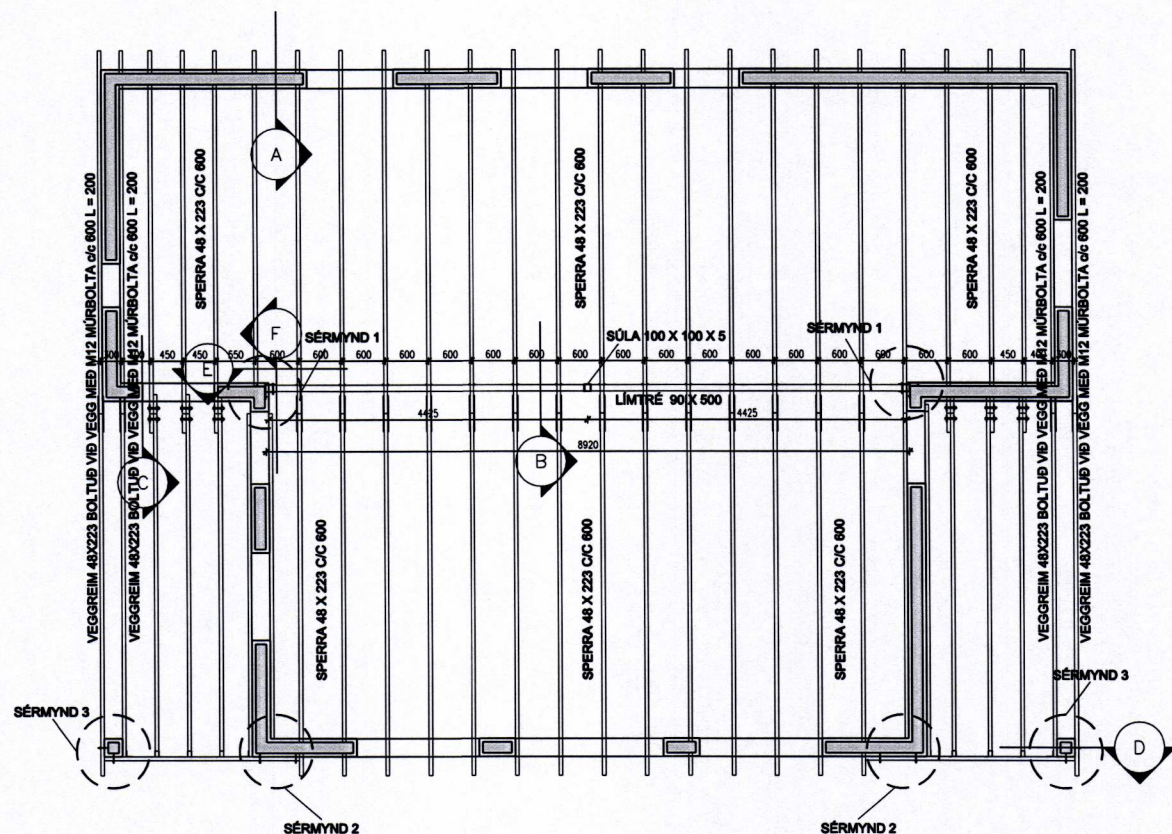 A
VEGGREIM 48X223 BOLTUÐ VIÐ VEGG MEÐ M12 MÚRBOLTA c/c 600 L = 200
VEGGREIM 48X223 BOLTUÐ VIÐ VEGG MEÐ M12 MÚRBOLTA c/c 600 L = 200
SPERRA 48 X 223 C/C 600
SPERRA 48 X 223 C/C 600
SPERRA 48 X 223 C/C 600
VEGGREIM 48X223 BOLTUÐ VIÐ VEGG MEÐ M12 MÚRBOLTA c/c 600 L = 200
VEGGREIM 48X223 BOLTUÐ VIÐ VEGG MEÐ M12 MÚRBOLTA c/c 600 L = 200
F
SÉRMYND 1
SÚLA 100 X 100 X 5
SÉRMYND 1
450 450 550 600 600 600 600 600 600 600 600 600 600 600 600 600 600 600 600 600 450
E
LÍMTRÉ 90 X 500
4425
4425
8920
B
C
SPERRA 48 X 223 C/C 600
SPERRA 48 X 223 C/C 600
SPERRA 48 X 223 C/C 600
SÉRMYND 3
SÉRMYND 3
D
SÉRMYND 2
SÉRMYND 2